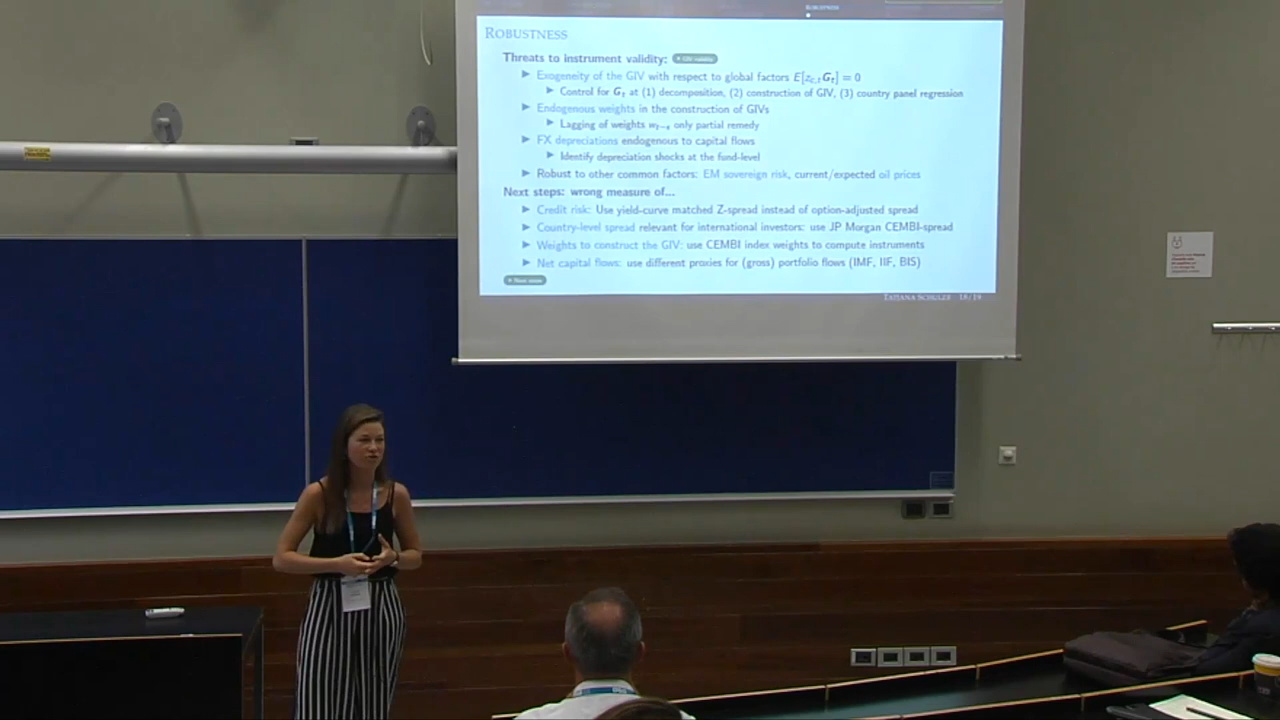 ROBUSTNESS
ROBUSTNESS
Threats to instrument validity: GIV validity
Exogeneity of the GIV with respect to global factors E[z_{c,t} G_t] = 0
Control for G_t at (1) decomposition, (2) construction of GIV, (3) country panel regression
Endogenous weights in the construction of GIVs
Lagging of weights w_{t−s} only partial remedy
FX depreciations endogenous to capital flows
Identify depreciation shocks at the fund-level
Robust to other common factors: EM sovereign risk, current/expected oil prices
Next steps: wrong measure of...
Credit risk: Use yield-curve matched Z-spread instead of option-adjusted spread
Country-level spread relevant for international investors: use JP Morgan CEMBI-spread
Weights to construct the GIV: use CEMBI index weights to compute instruments
Net capital flows: use different proxies for (gross) portfolio flows (IMF, IIF, BIS)
TATIANA SCHULZE 18/19